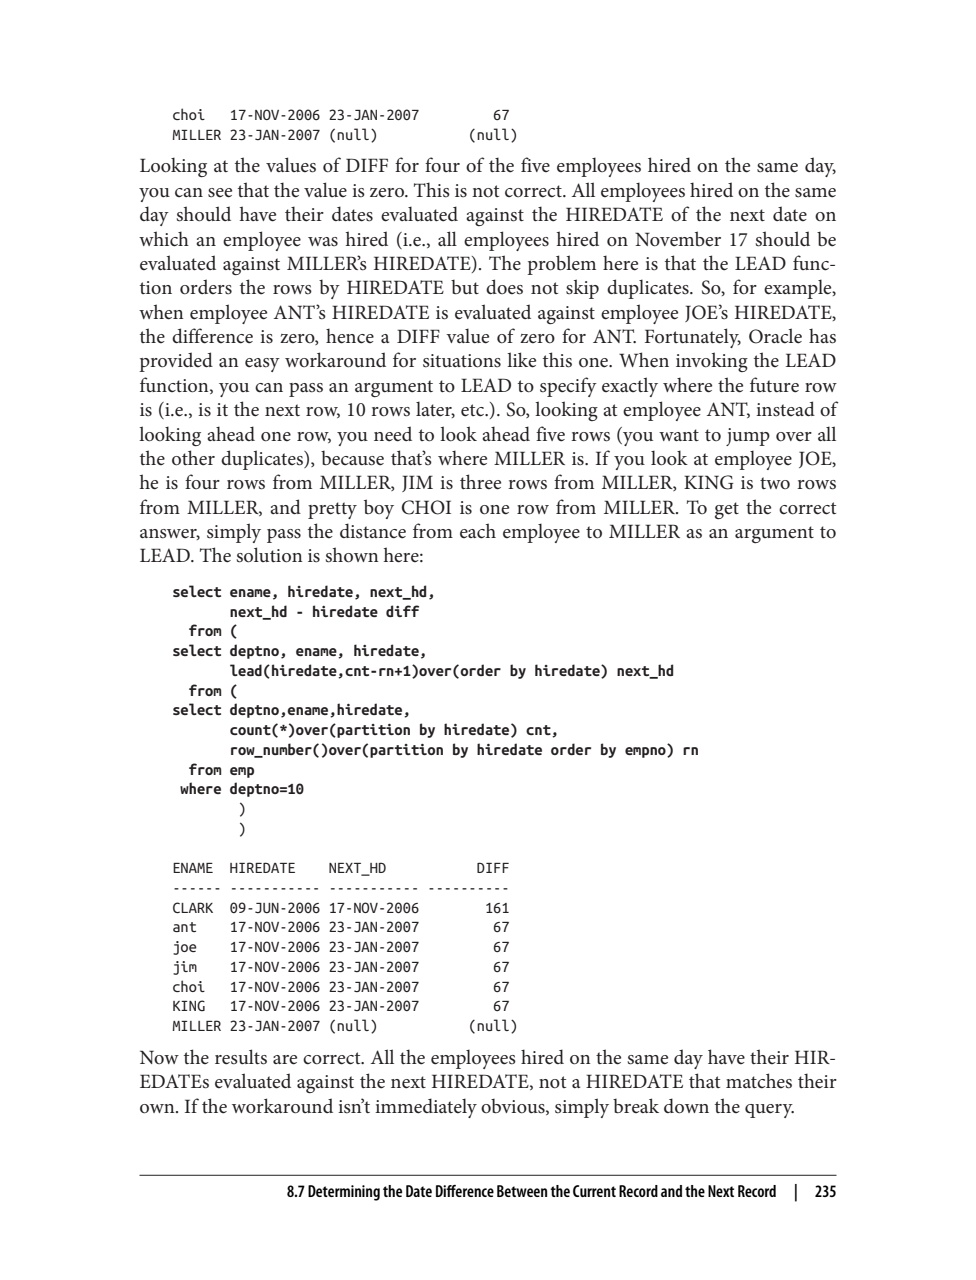 choi   17-NOV-2006 23-JAN-2007         67
MILLER 23-JAN-2007 (null)           (null)
Looking at the values of DIFF for four of the five employees hired on the same day,
you can see that the value is zero. This is not correct. All employees hired on the same
day should have their dates evaluated against the HIREDATE of the next date on
which an employee was hired (i.e., all employees hired on November 17 should be
evaluated against MILLER’s HIREDATE). The problem here is that the LEAD func-
tion orders the rows by HIREDATE but does not skip duplicates. So, for example,
when employee ANT’s HIREDATE is evaluated against employee JOE’s HIREDATE,
the difference is zero, hence a DIFF value of zero for ANT. Fortunately, Oracle has
provided an easy workaround for situations like this one. When invoking the LEAD
function, you can pass an argument to LEAD to specify exactly where the future row
is (i.e., is it the next row, 10 rows later, etc.). So, looking at employee ANT, instead of
looking ahead one row, you need to look ahead five rows (you want to jump over all
the other duplicates), because that’s where MILLER is. If you look at employee JOE,
he is four rows from MILLER, JIM is three rows from MILLER, KING is two rows
from MILLER, and pretty boy CHOI is one row from MILLER. To get the correct
answer, simply pass the distance from each employee to MILLER as an argument to
LEAD. The solution is shown here:
select ename, hiredate, next_hd,
       next_hd - hiredate diff
  from (
select deptno, ename, hiredate,
       lead(hiredate,cnt-rn+1)over(order by hiredate) next_hd
  from (
select deptno,ename,hiredate,
       count(*)over(partition by hiredate) cnt,
       row_number()over(partition by hiredate order by empno) rn
  from emp
 where deptno=10
        )
        )
ENAME  HIREDATE    NEXT_HD           DIFF
------ ----------- ----------- ----------
CLARK  09-JUN-2006 17-NOV-2006        161
ant    17-NOV-2006 23-JAN-2007         67
joe    17-NOV-2006 23-JAN-2007         67
jim    17-NOV-2006 23-JAN-2007         67
choi   17-NOV-2006 23-JAN-2007         67
KING   17-NOV-2006 23-JAN-2007         67
MILLER 23-JAN-2007 (null)           (null)
Now the results are correct. All the employees hired on the same day have their HIR-
EDATEs evaluated against the next HIREDATE, not a HIREDATE that matches their
own. If the workaround isn’t immediately obvious, simply break down the query.
8.7 Determining the Date Difference Between the Current Record and the Next Record | 235